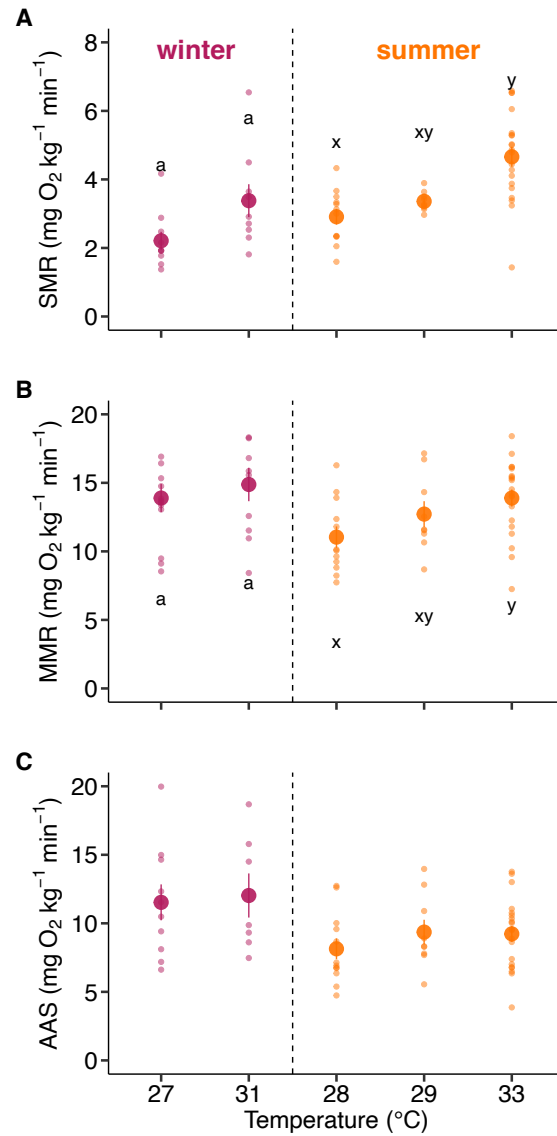 A
winter
summer
SMR (mg O₂ kg⁻¹ min⁻¹)
8
6
4
2
0
a
a
x
xy
y
B
MMR (mg O₂ kg⁻¹ min⁻¹)
20
15
10
5
0
a
a
x
xy
y
C
AAS (mg O₂ kg⁻¹ min⁻¹)
20
15
10
5
0
27
31
28
29
33
Temperature (°C)